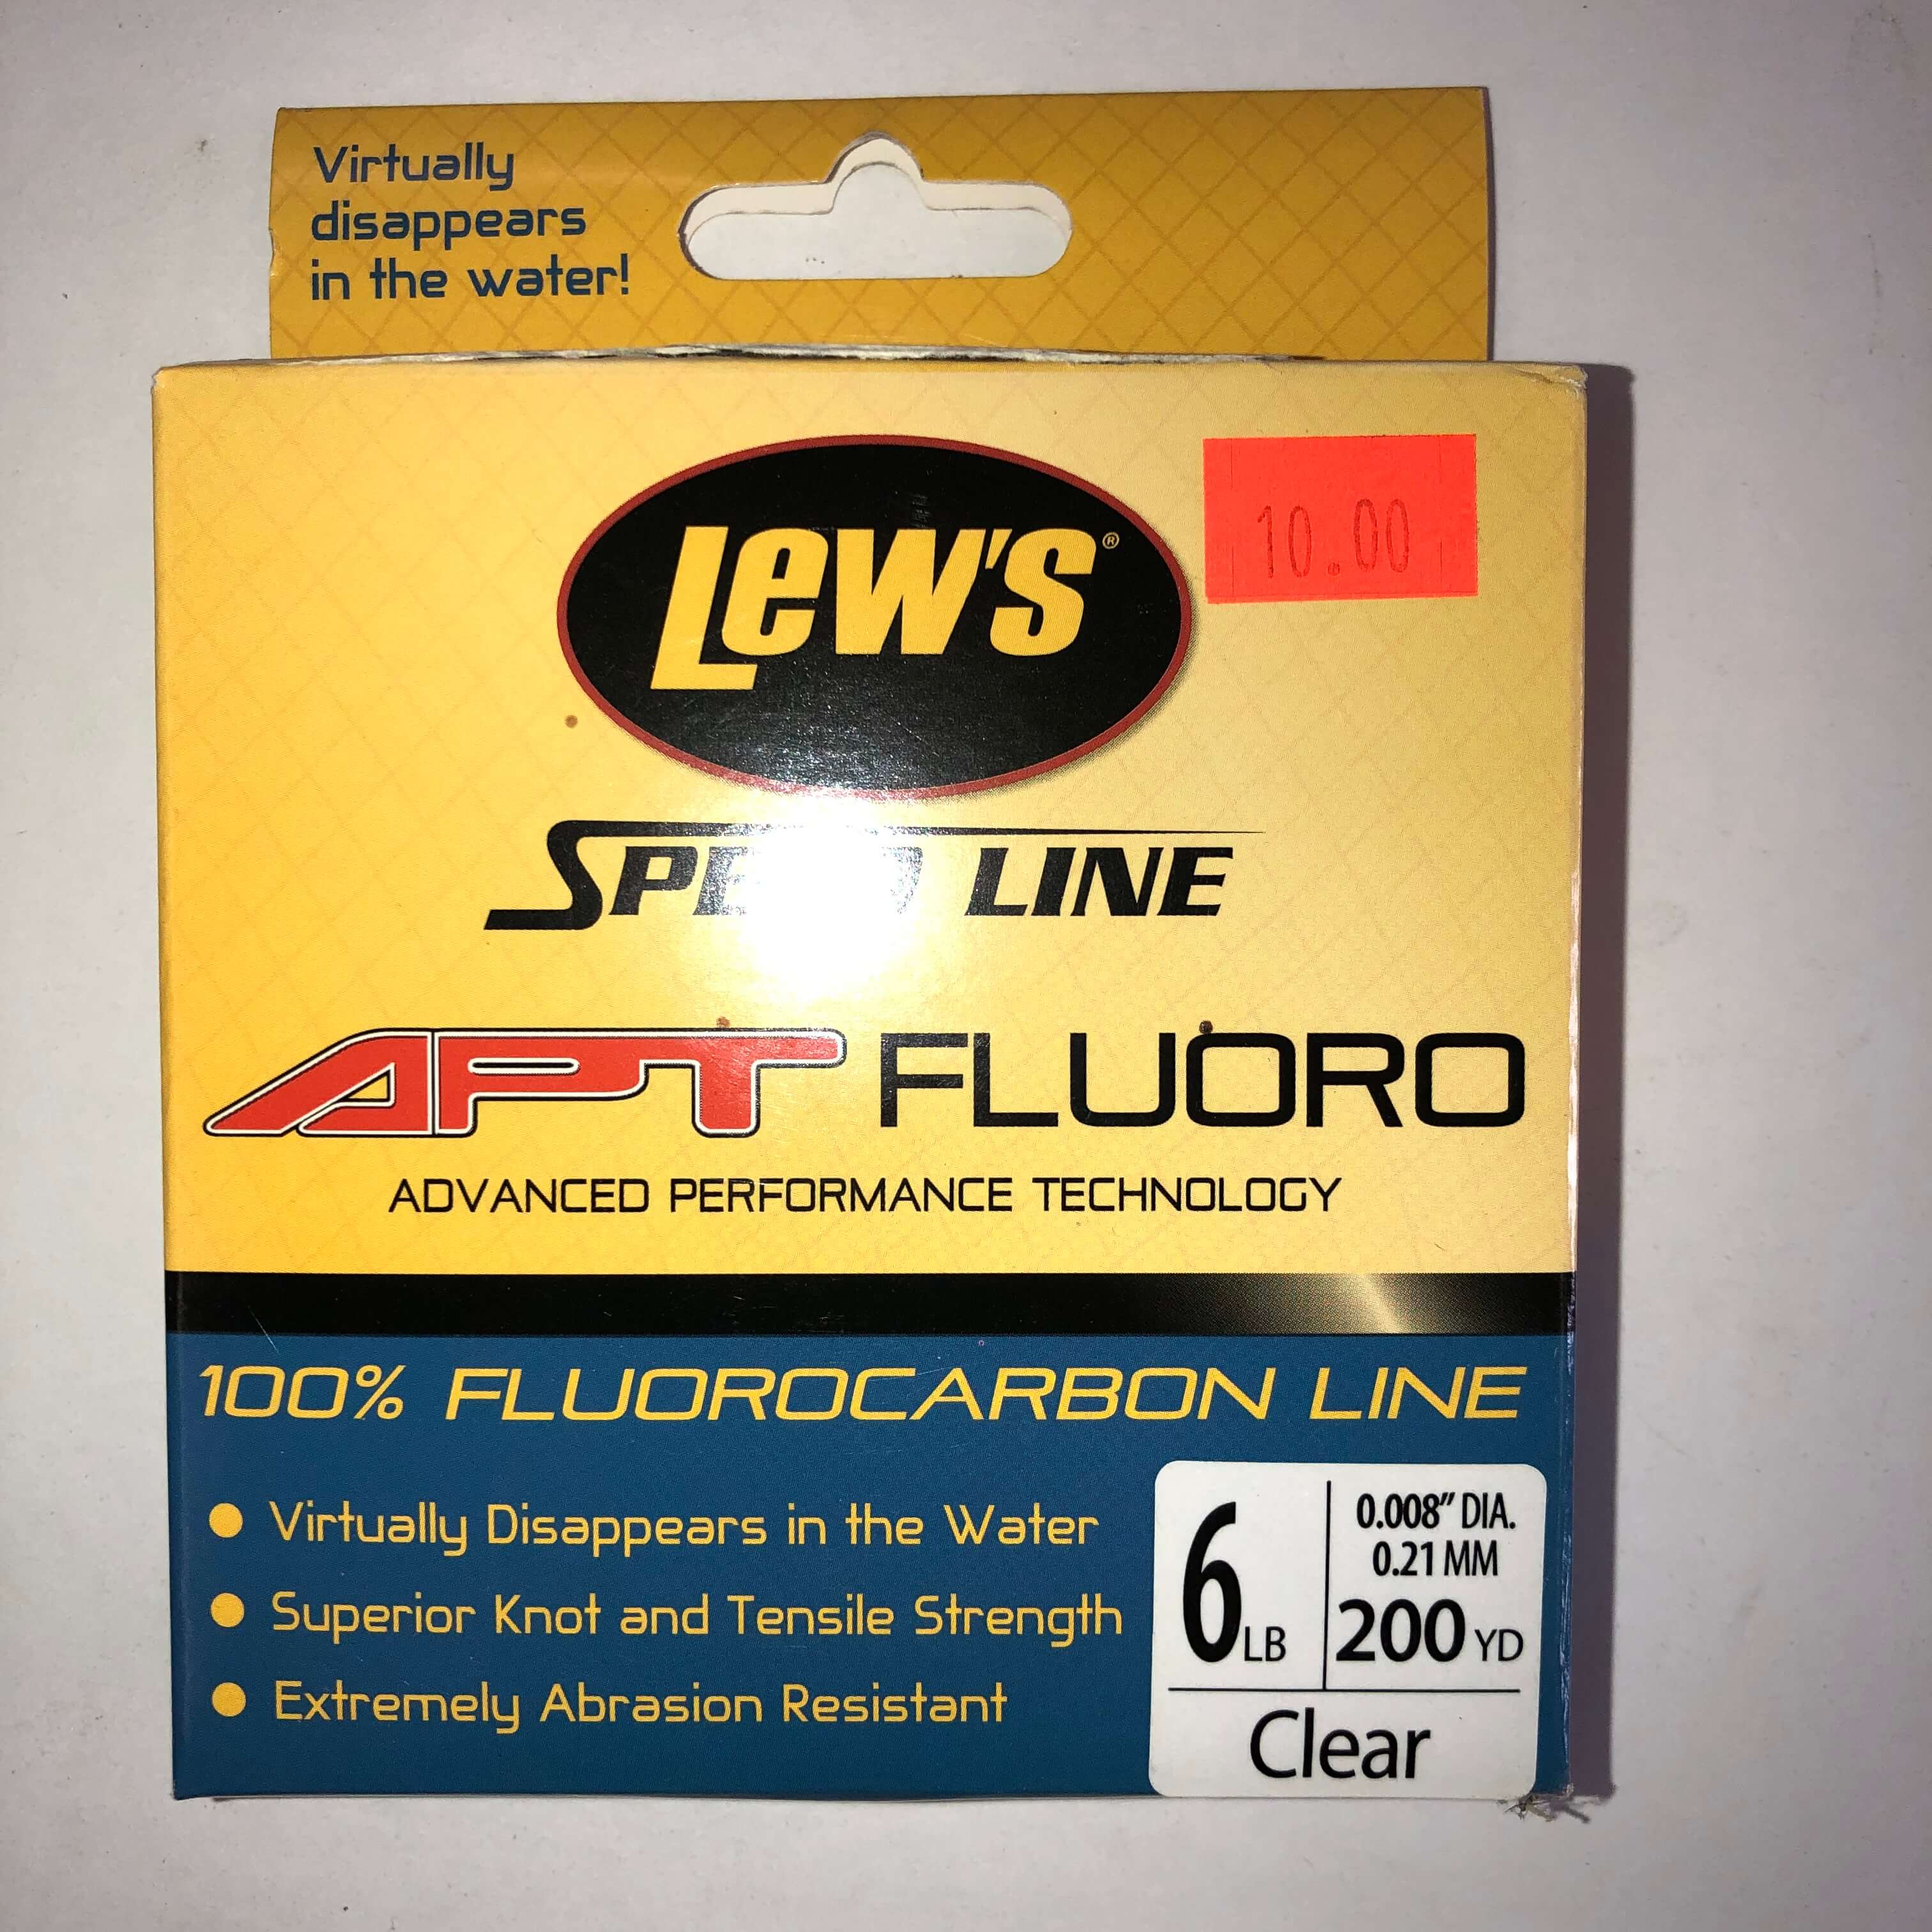 Virtually
disappears
in the water!
Lew's®
10.00
LINE
APT FLUORO
ADVANCED PERFORMANCE TECHNOLOGY
100% FLUOROCARBON LINE
● Virtually Disappears in the Water
● Superior Knot and Tensile Strength
● Extremely Abrasion Resistant
6 LB
0.008" DIA.
0.21 MM
200 YD
Clear